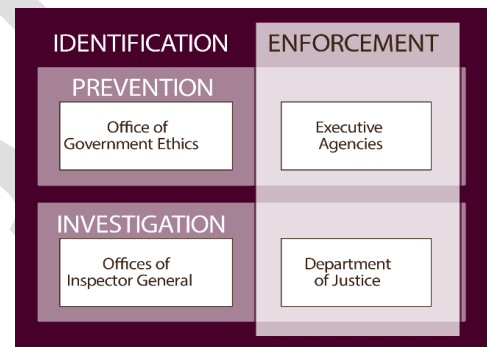 IDENTIFICATION ENFORCEMENT
PREVENTION
Office of
Government Ethics
Executive
Agencies
INVESTIGATION
Offices of
Inspector General
Department
of Justice